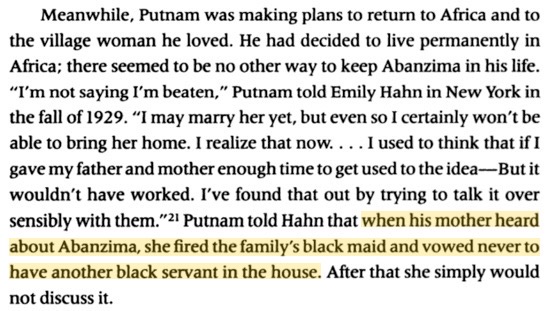 Meanwhile, Putnam was making plans to return to Africa and to
the village woman he loved. He had decided to live permanently in
Africa; there seemed to be no other way to keep Abanzima in his life.
"I'm not saying I'm beaten," Putnam told Emily Hahn in New York in
the fall of 1929. "I may marry her yet, but even so I certainly won't be
able to bring her home. I realize that now. . . . I used to think that if I
gave my father and mother enough time to get used to the idea—But it
wouldn't have worked. I've found that out by trying to talk it over
sensibly with them."21 Putnam told Hahn that when his mother heard
about Abanzima, she fired the family's black maid and vowed never to
have another black servant in the house. After that she simply would
not discuss it.